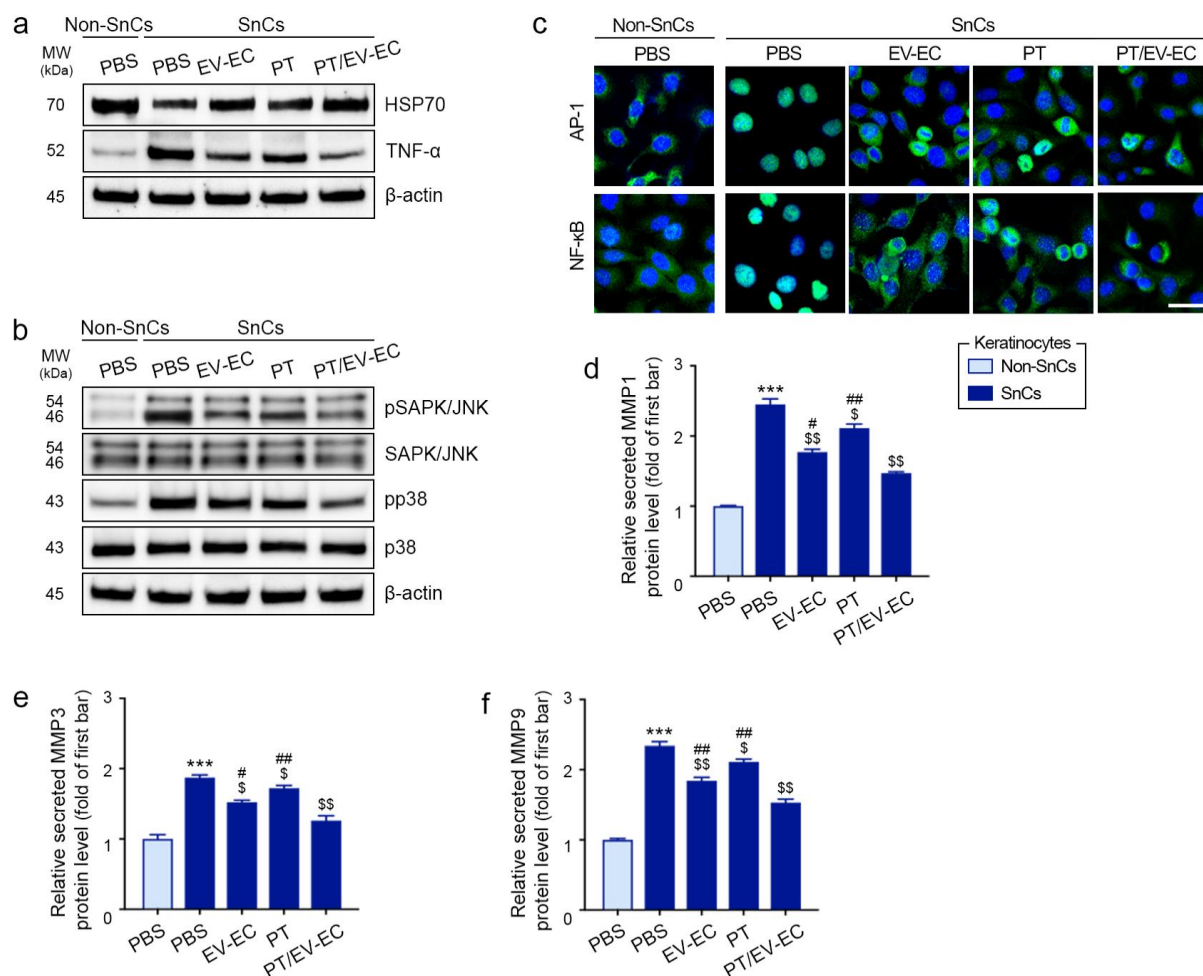 a
Non-SnCs SnCs
MW
(kDa)
PBS PBS EV-EC PT PT/EV-EC
70 HSP70
52 TNF-α
45 β-actin
b
Non-SnCs SnCs
MW
(kDa)
PBS PBS EV-EC PT PT/EV-EC
54
46
pSAPK/JNK
54
46
SAPK/JNK
43 pp38
43 p38
45 β-actin
c
Non-SnCs SnCs
PBS PBS EV-EC PT PT/EV-EC
AP-1
NF-κB
Keratinocytes
Non-SnCs
SnCs
d
Relative secreted MMP1
protein level (fold of first bar)
3
2
1
0
***
#
$$
##
$
$$
PBS PBS EV-EC PT PT/EV-EC
e
Relative secreted MMP3
protein level (fold of first bar)
3
2
1
0
***
#
$
##
$
$$
PBS PBS EV-EC PT PT/EV-EC
f
Relative secreted MMP9
protein level (fold of first bar)
3
2
1
0
***
##
$$
##
$
$$
PBS PBS EV-EC PT PT/EV-EC